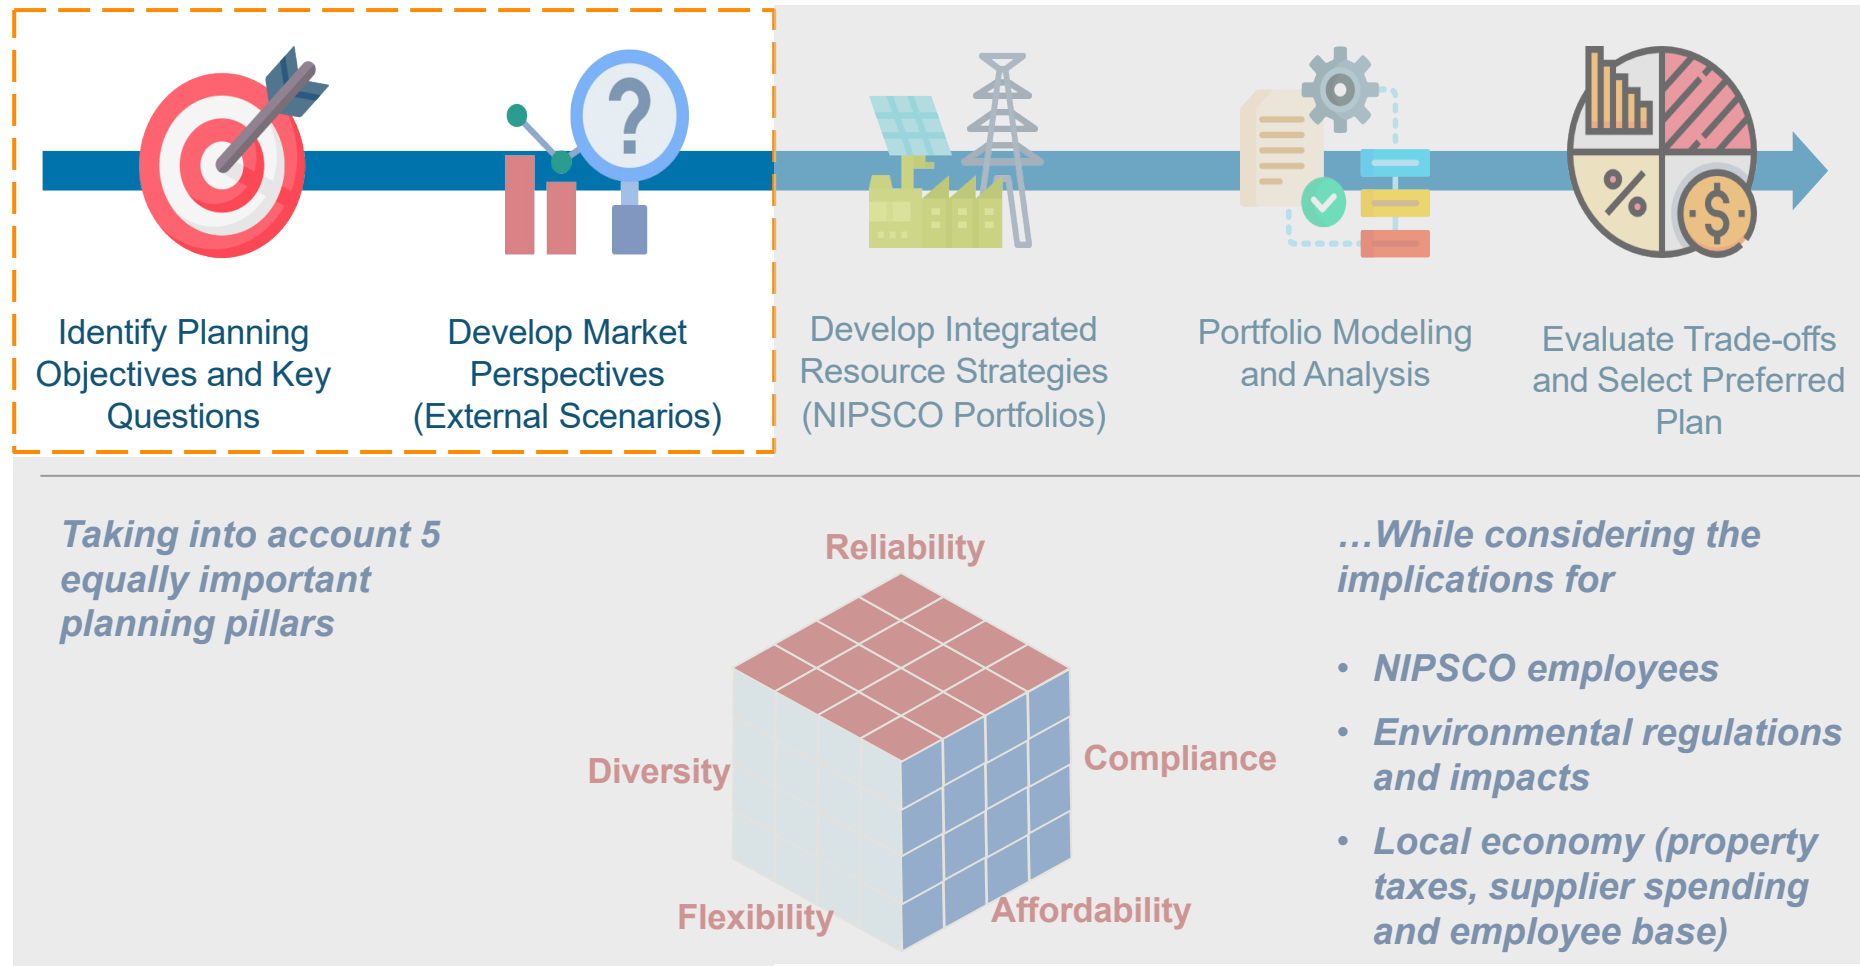 ?
%
$
Identify Planning
Objectives and Key
Questions
Develop Market
Perspectives
(External Scenarios)
Develop Integrated
Resource Strategies
(NIPSCO Portfolios)
Portfolio Modeling
and Analysis
Evaluate Trade-offs
and Select Preferred
Plan
Taking into account 5
equally important
planning pillars
Reliability
Diversity
Compliance
Flexibility
Affordability
…While considering the
implications for
• NIPSCO employees
• Environmental regulations
and impacts
• Local economy (property
taxes, supplier spending
and employee base)